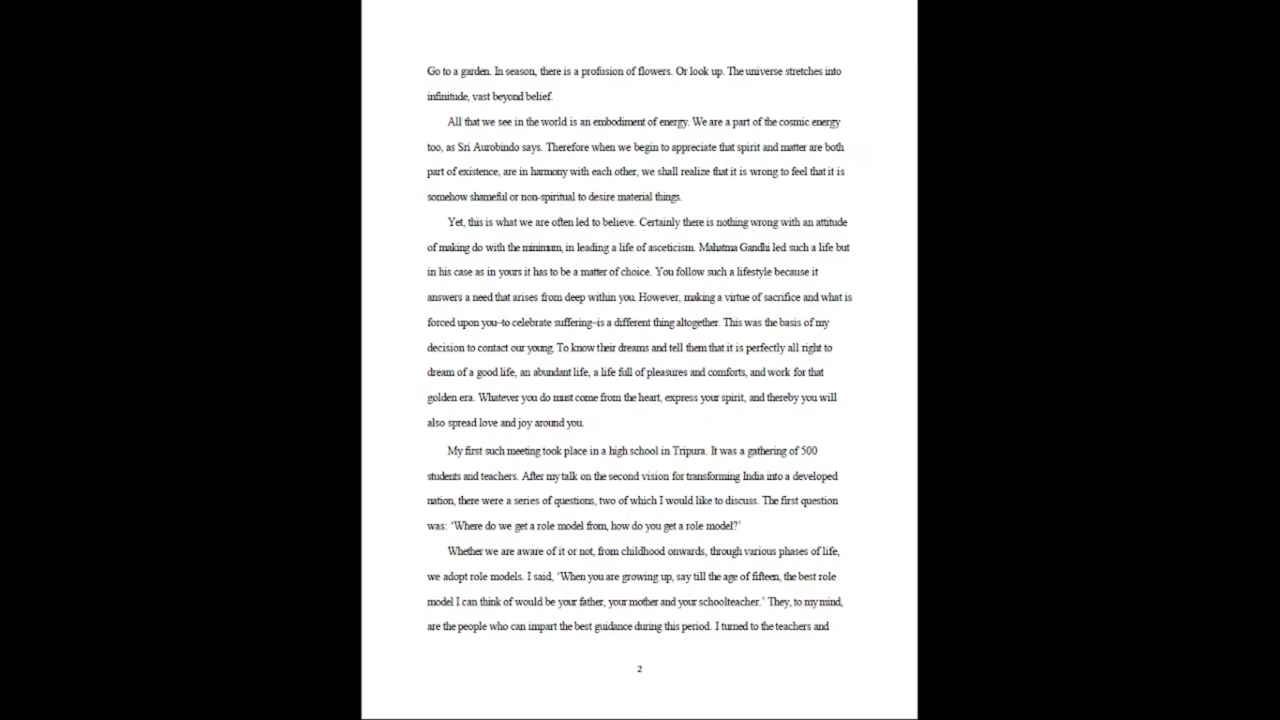 Go to a garden. In season, there is a profusion of flowers. Or look up. The universe stretches into
infinitude, vast beyond belief.
All that we see in the world is an embodiment of energy. We are a part of the cosmic energy
too, as Sri Aurobindo says. Therefore when we begin to appreciate that spirit and matter are both
part of existence, are in harmony with each other, we shall realize that it is wrong to feel that it is
somehow shameful or non-spiritual to desire material things.
Yet, this is what we are often led to believe. Certainly there is nothing wrong with an attitude
of making do with the minimum, in leading a life of asceticism. Mahatma Gandhi led such a life but
in his case as in yours it has to be a matter of choice. You follow such a lifestyle because it
answers a need that arises from deep within you. However, making a virtue of sacrifice and what is
forced upon you–to celebrate suffering–is a different thing altogether. This was the basis of my
decision to contact our young. To know their dreams and tell them that it is perfectly all right to
dream of a good life, an abundant life, a life full of pleasures and comforts, and work for that
golden era. Whatever you do must come from the heart, express your spirit, and thereby you will
also spread love and joy around you.
My first such meeting took place in a high school in Tripura. It was a gathering of 500
students and teachers. After my talk on the second vision for transforming India into a developed
nation, there were a series of questions, two of which I would like to discuss. The first question
was: ‘Where do we get a role model from, how do you get a role model?’
Whether we are aware of it or not, from childhood onwards, through various phases of life,
we adopt role models. I said, ‘When you are growing up, say till the age of fifteen, the best role
model I can think of would be your father, your mother and your schoolteacher.’ They, to my mind,
are the people who can impart the best guidance during this period. I turned to the teachers and
2